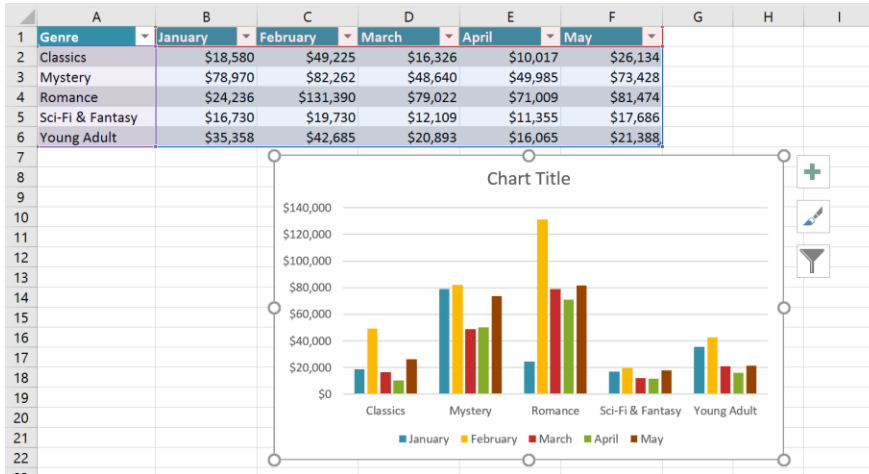 A B C D E F G H I
1 Genre January February March April May
2 Classics $18,580 $49,225 $16,326 $10,017 $26,134
3 Mystery $78,970 $82,262 $48,640 $49,985 $73,428
4 Romance $24,236 $131,390 $79,022 $71,009 $81,474
5 Sci-Fi & Fantasy $16,730 $19,730 $12,109 $11,355 $17,686
6 Young Adult $35,358 $42,685 $20,893 $16,065 $21,388
7
8
9
10
11
12
13
14
15
16
17
18
19
20
21
22
Chart Title
$140,000
$120,000
$100,000
$80,000
$60,000
$40,000
$20,000
$0
Classics Mystery Romance Sci-Fi & Fantasy Young Adult
January February March April May